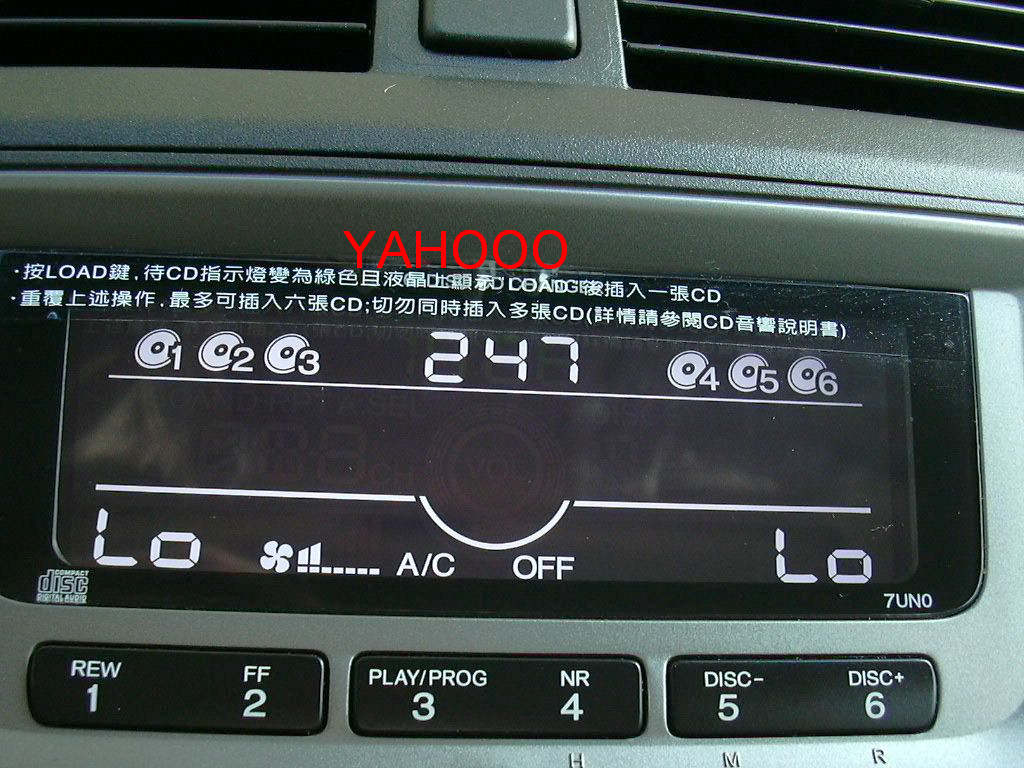 YAHOOO
·按LOAD鍵,待CD指示燈變為綠色且液晶上顯示" LOAD" 後插入一張CD
·重覆上述操作.最多可插入六張CD;切勿同時插入多張CD(詳情請參閱CD音響說明書)
1 2 3 247 4 5 6
Lo A/C OFF Lo
COMPACT
disc
DIGITAL AUDIO
7UN0
REW FF PLAY/PROG NR DISC- DISC+
1 2 3 4 5 6
H M R